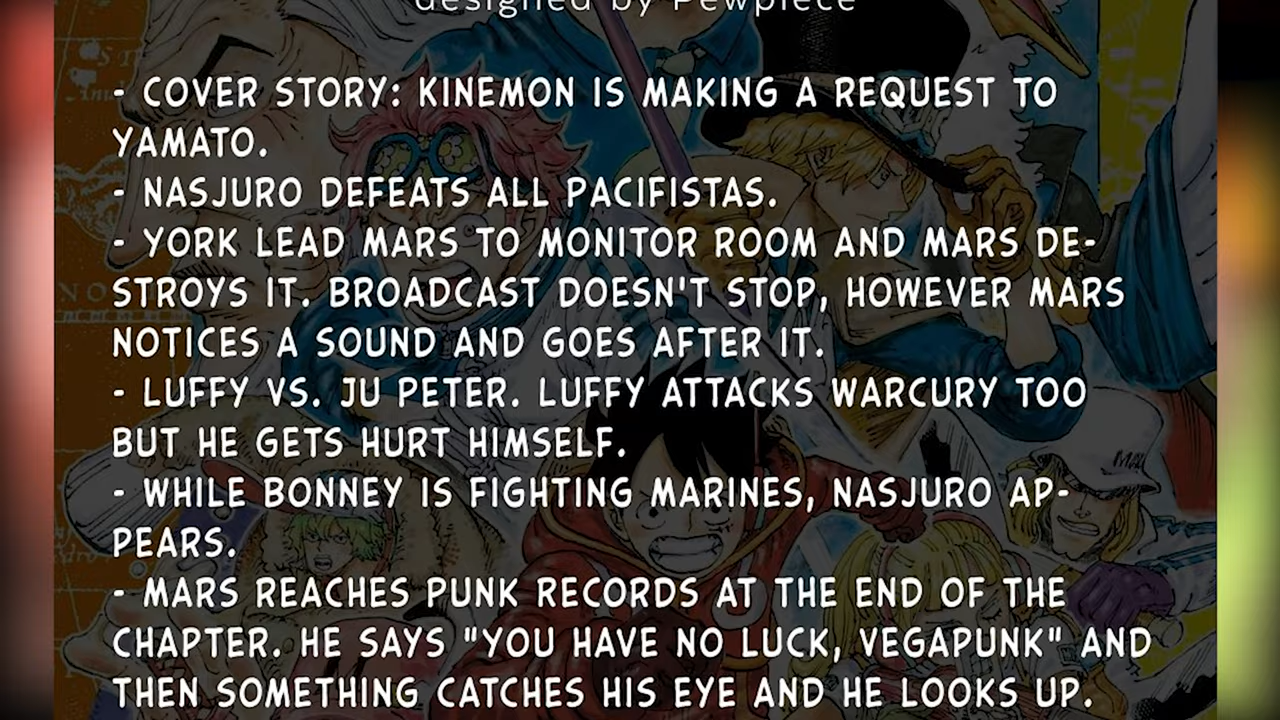 designed by Pewpiece
- COVER STORY: KINEMON IS MAKING A REQUEST TO
YAMATO.
- NASJURO DEFEATS ALL PACIFISTAS.
- YORK LEAD MARS TO MONITOR ROOM AND MARS DE-
STROYS IT. BROADCAST DOESN'T STOP, HOWEVER MARS
NOTICES A SOUND AND GOES AFTER IT.
- LUFFY VS. JU PETER. LUFFY ATTACKS WARCURY TOO
BUT HE GETS HURT HIMSELF.
- WHILE BONNEY IS FIGHTING MARINES, NASJURO AP-
PEARS.
- MARS REACHES PUNK RECORDS AT THE END OF THE
CHAPTER. HE SAYS "YOU HAVE NO LUCK, VEGAPUNK" AND
THEN SOMETHING CATCHES HIS EYE AND HE LOOKS UP.